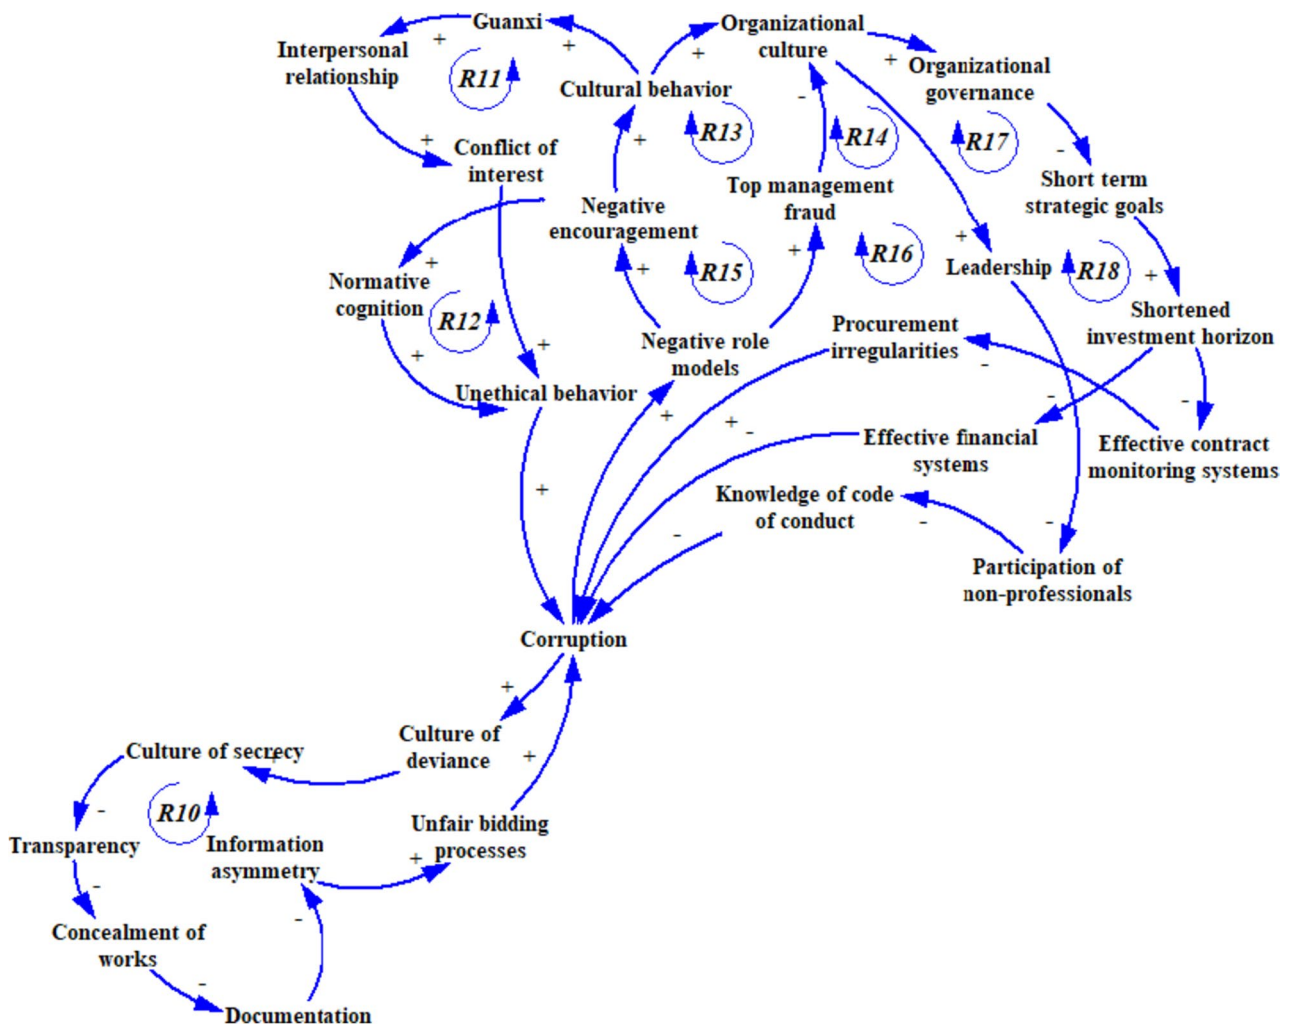 Guanxi
+
Interpersonal
relationship
+
R11
+
Conflict of
interest
Cultural behavior
+
Organizational
culture
+
Organizational
governance
-
R13
R14
R17
-
Short term
strategic goals
+
Top management
fraud
Negative
encouragement
+
Normative
cognition
R12
+
+
+
R15
+
R16
+
Leadership
R18
+
Shortened
investment horizon
Negative role
models
Procurement
irregularities
-
Unethical behavior
+
+
-
-
-
Effective financial
systems
Effective contract
monitoring systems
+
Knowledge of code
of conduct
-
-
-
Participation of
non-professionals
Corruption
+
Culture of
deviance
+
Culture of secrecy
+
-
R10
Transparency
Information
asymmetry
Unfair bidding
processes
+
-
-
Concealment of
works
-
Documentation